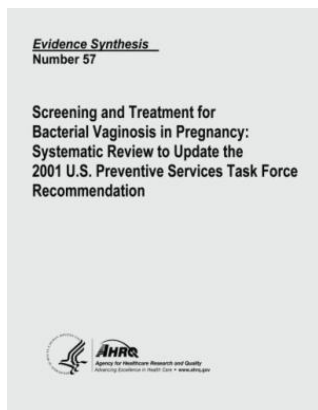 Evidence Synthesis
Number 57
Screening and Treatment for
Bacterial Vaginosis in Pregnancy:
Systematic Review to Update the
2001 U.S. Preventive Services Task Force
Recommendation
AHRQ
Agency for Healthcare Research and Quality
Advancing Excellence in Health Care • www.ahrq.gov